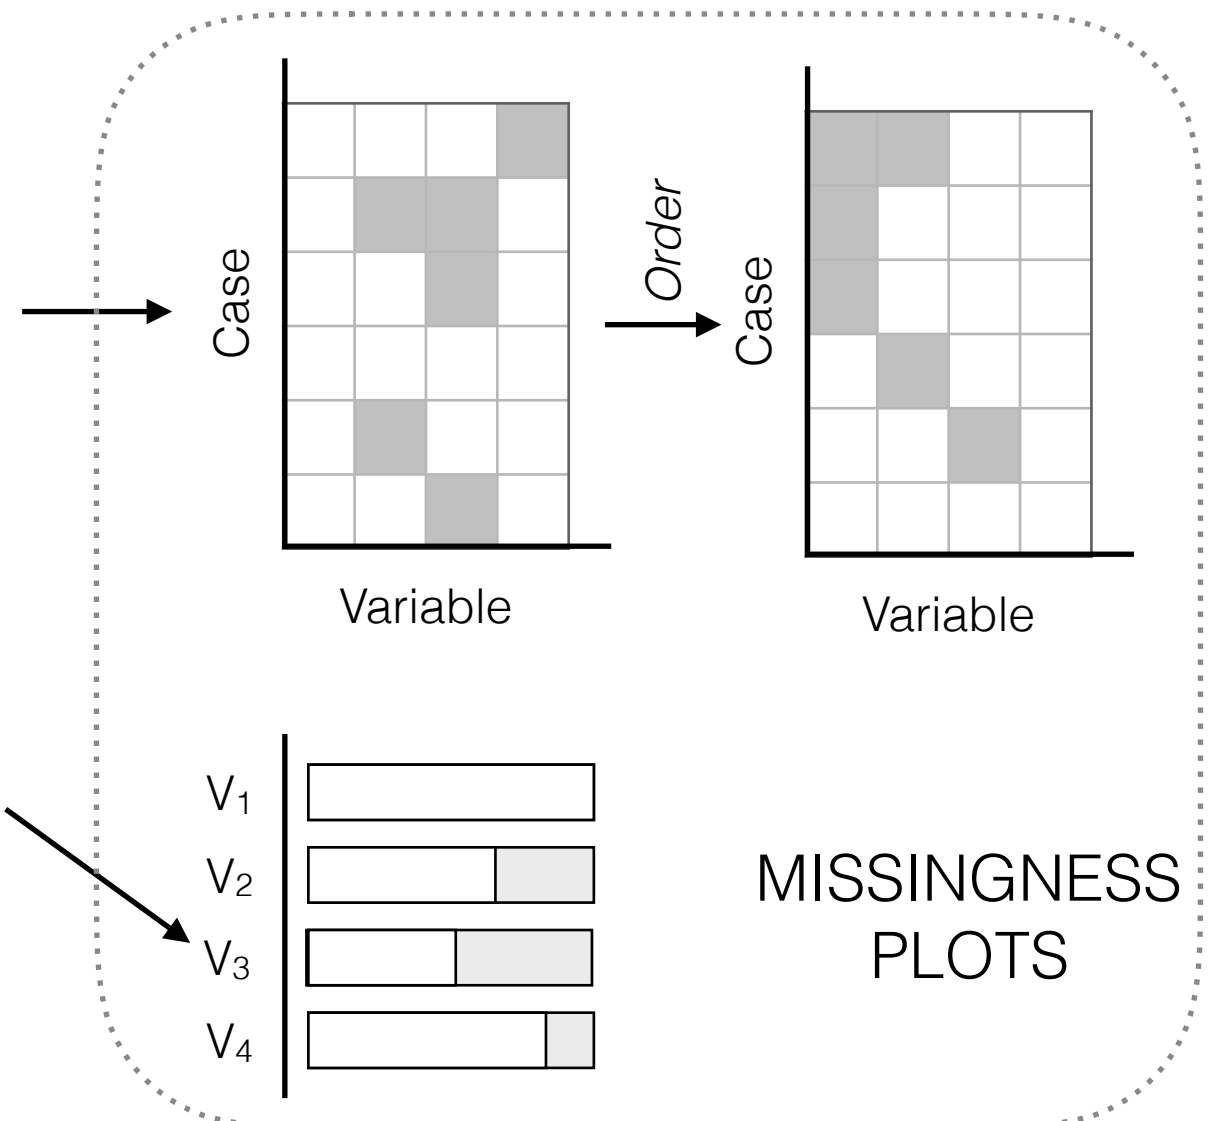 Case
Variable
Order
Case
Variable
V1
V2
V3
V4
MISSINGNESS
PLOTS